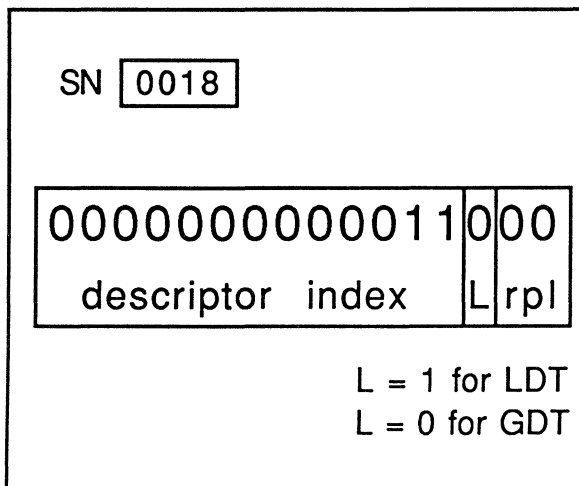 SN 0018
0000000000011000
descriptor index L rpl
L = 1 for LDT
L = 0 for GDT